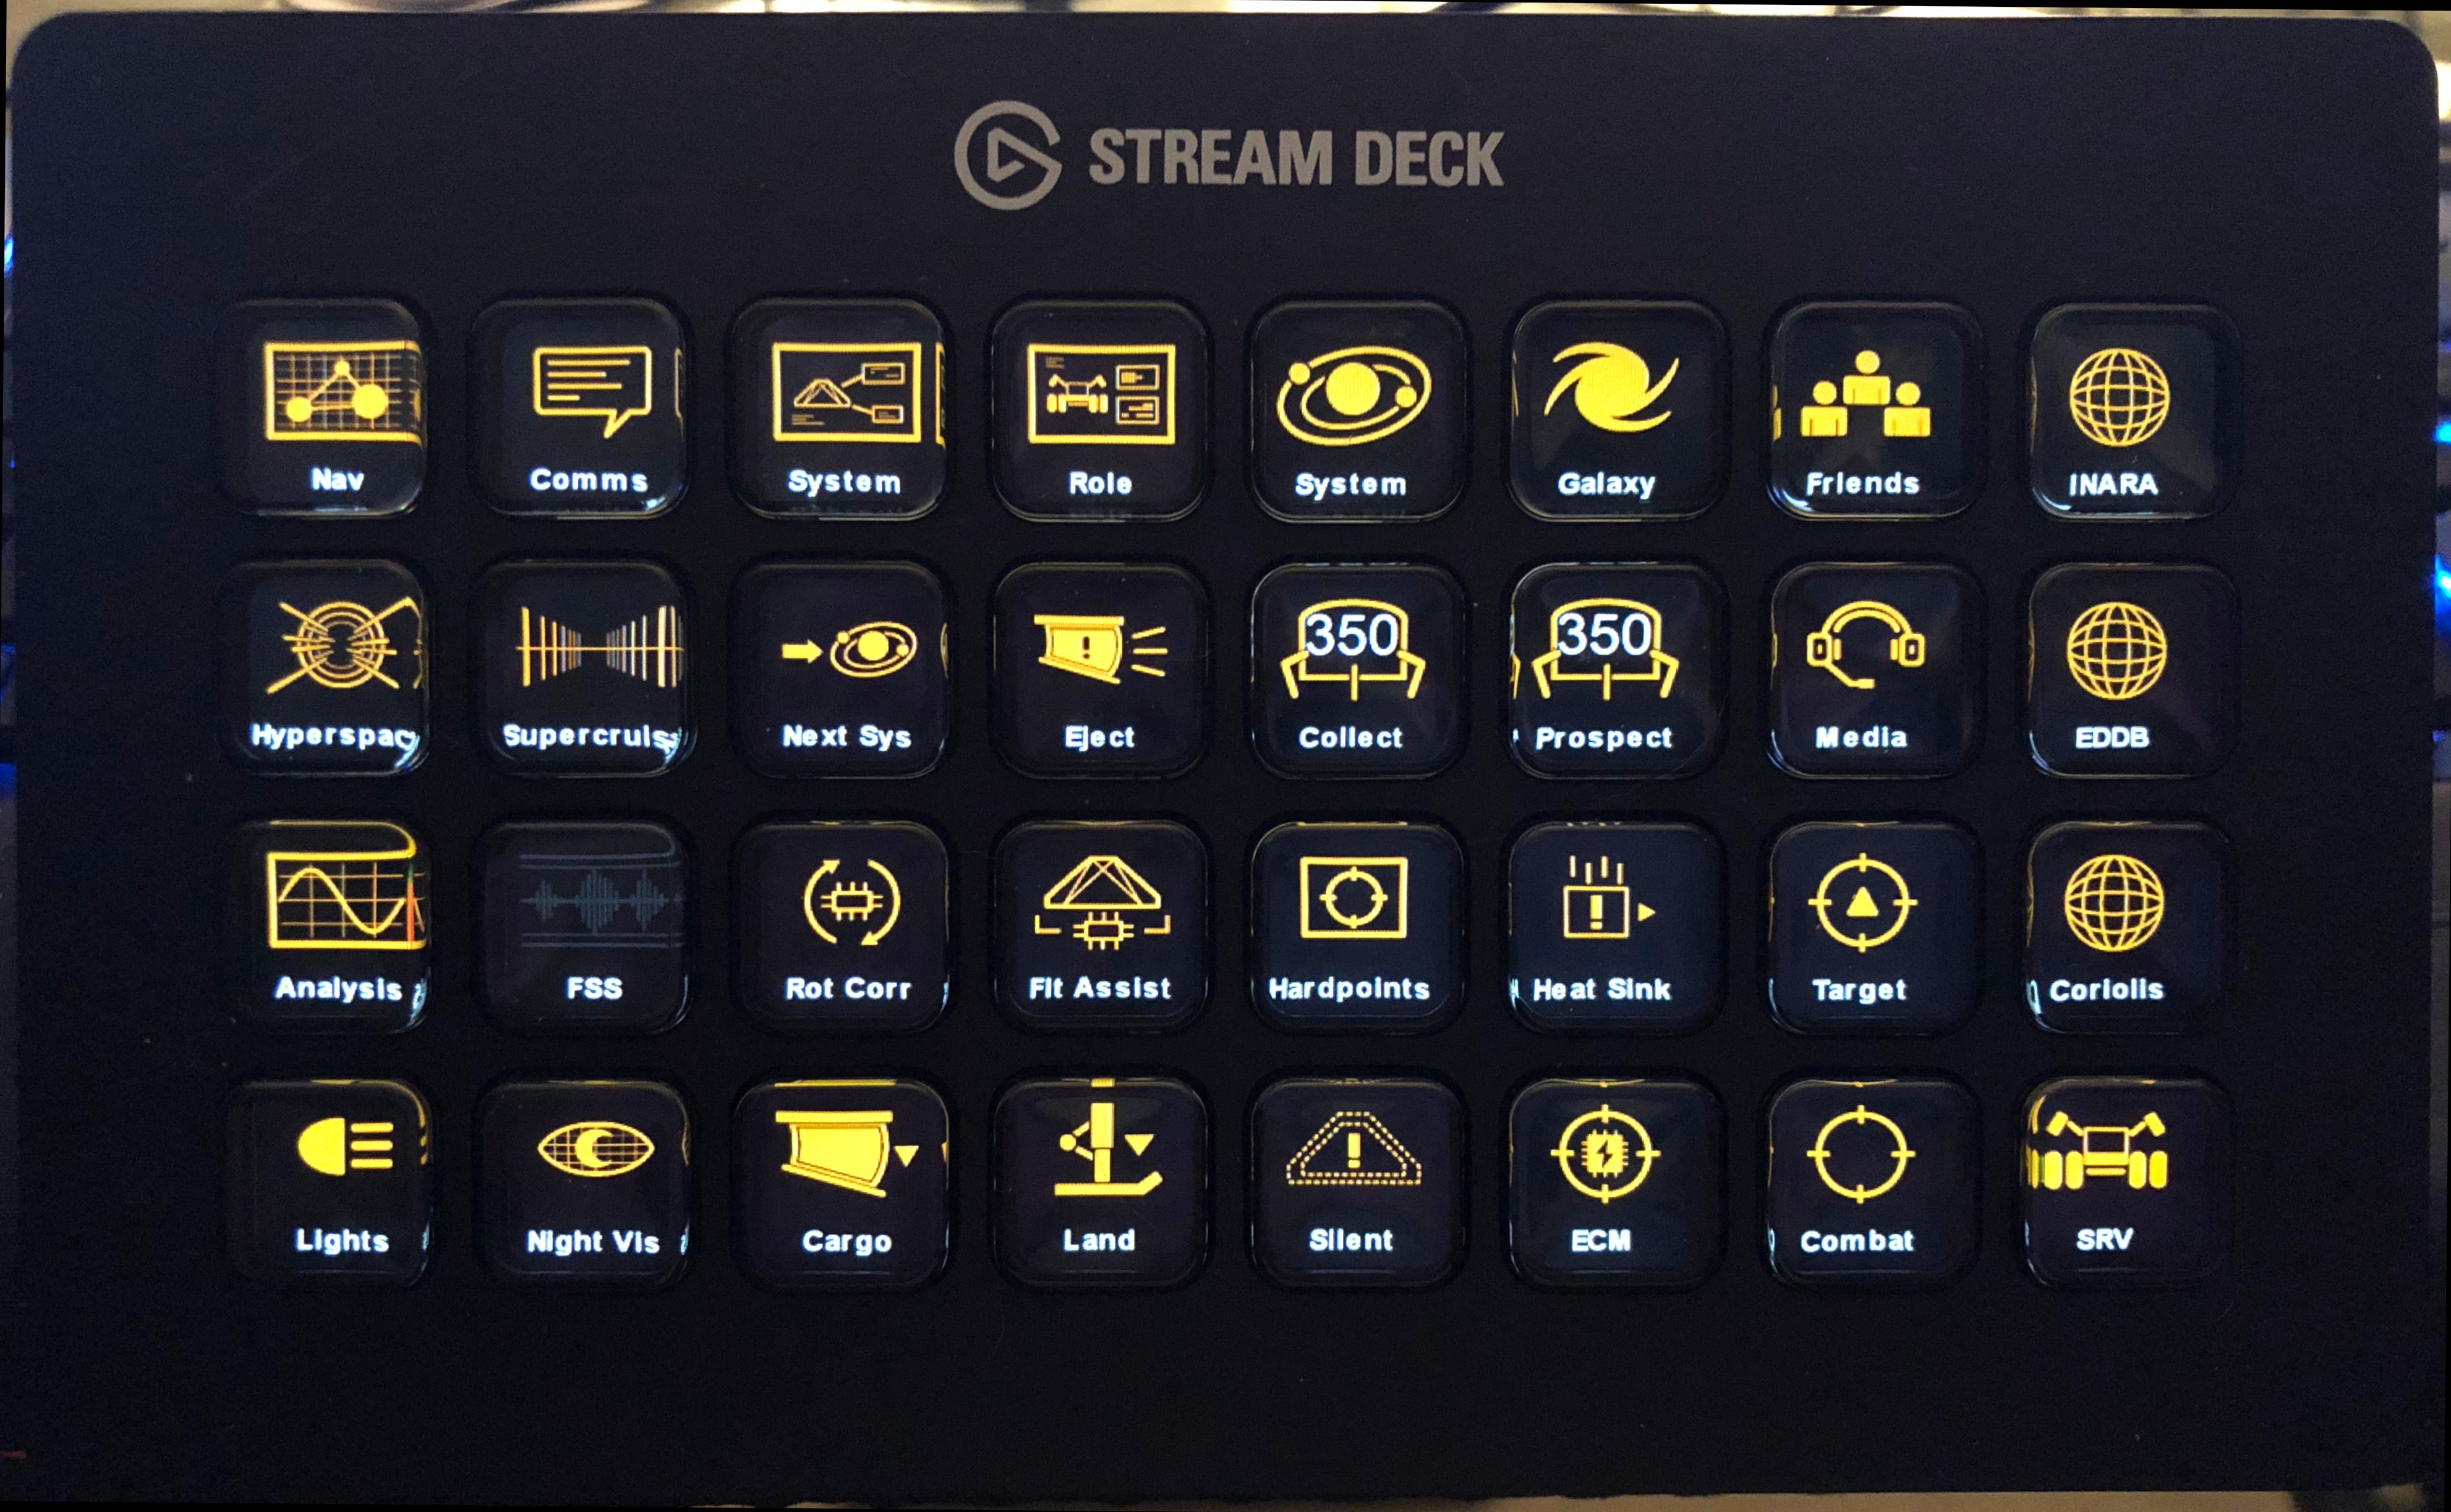 STREAM DECK
Nav Comms System Role System Galaxy Friends INARA
350 350
Hyperspac Supercruis Next Sys Eject Collect Prospect Media EDDB
Analysis FSS Rot Corr Flt Assist Hardpoints Heat Sink Target Coriolis
Lights Night Vis Cargo Land Silent ECM Combat SRV